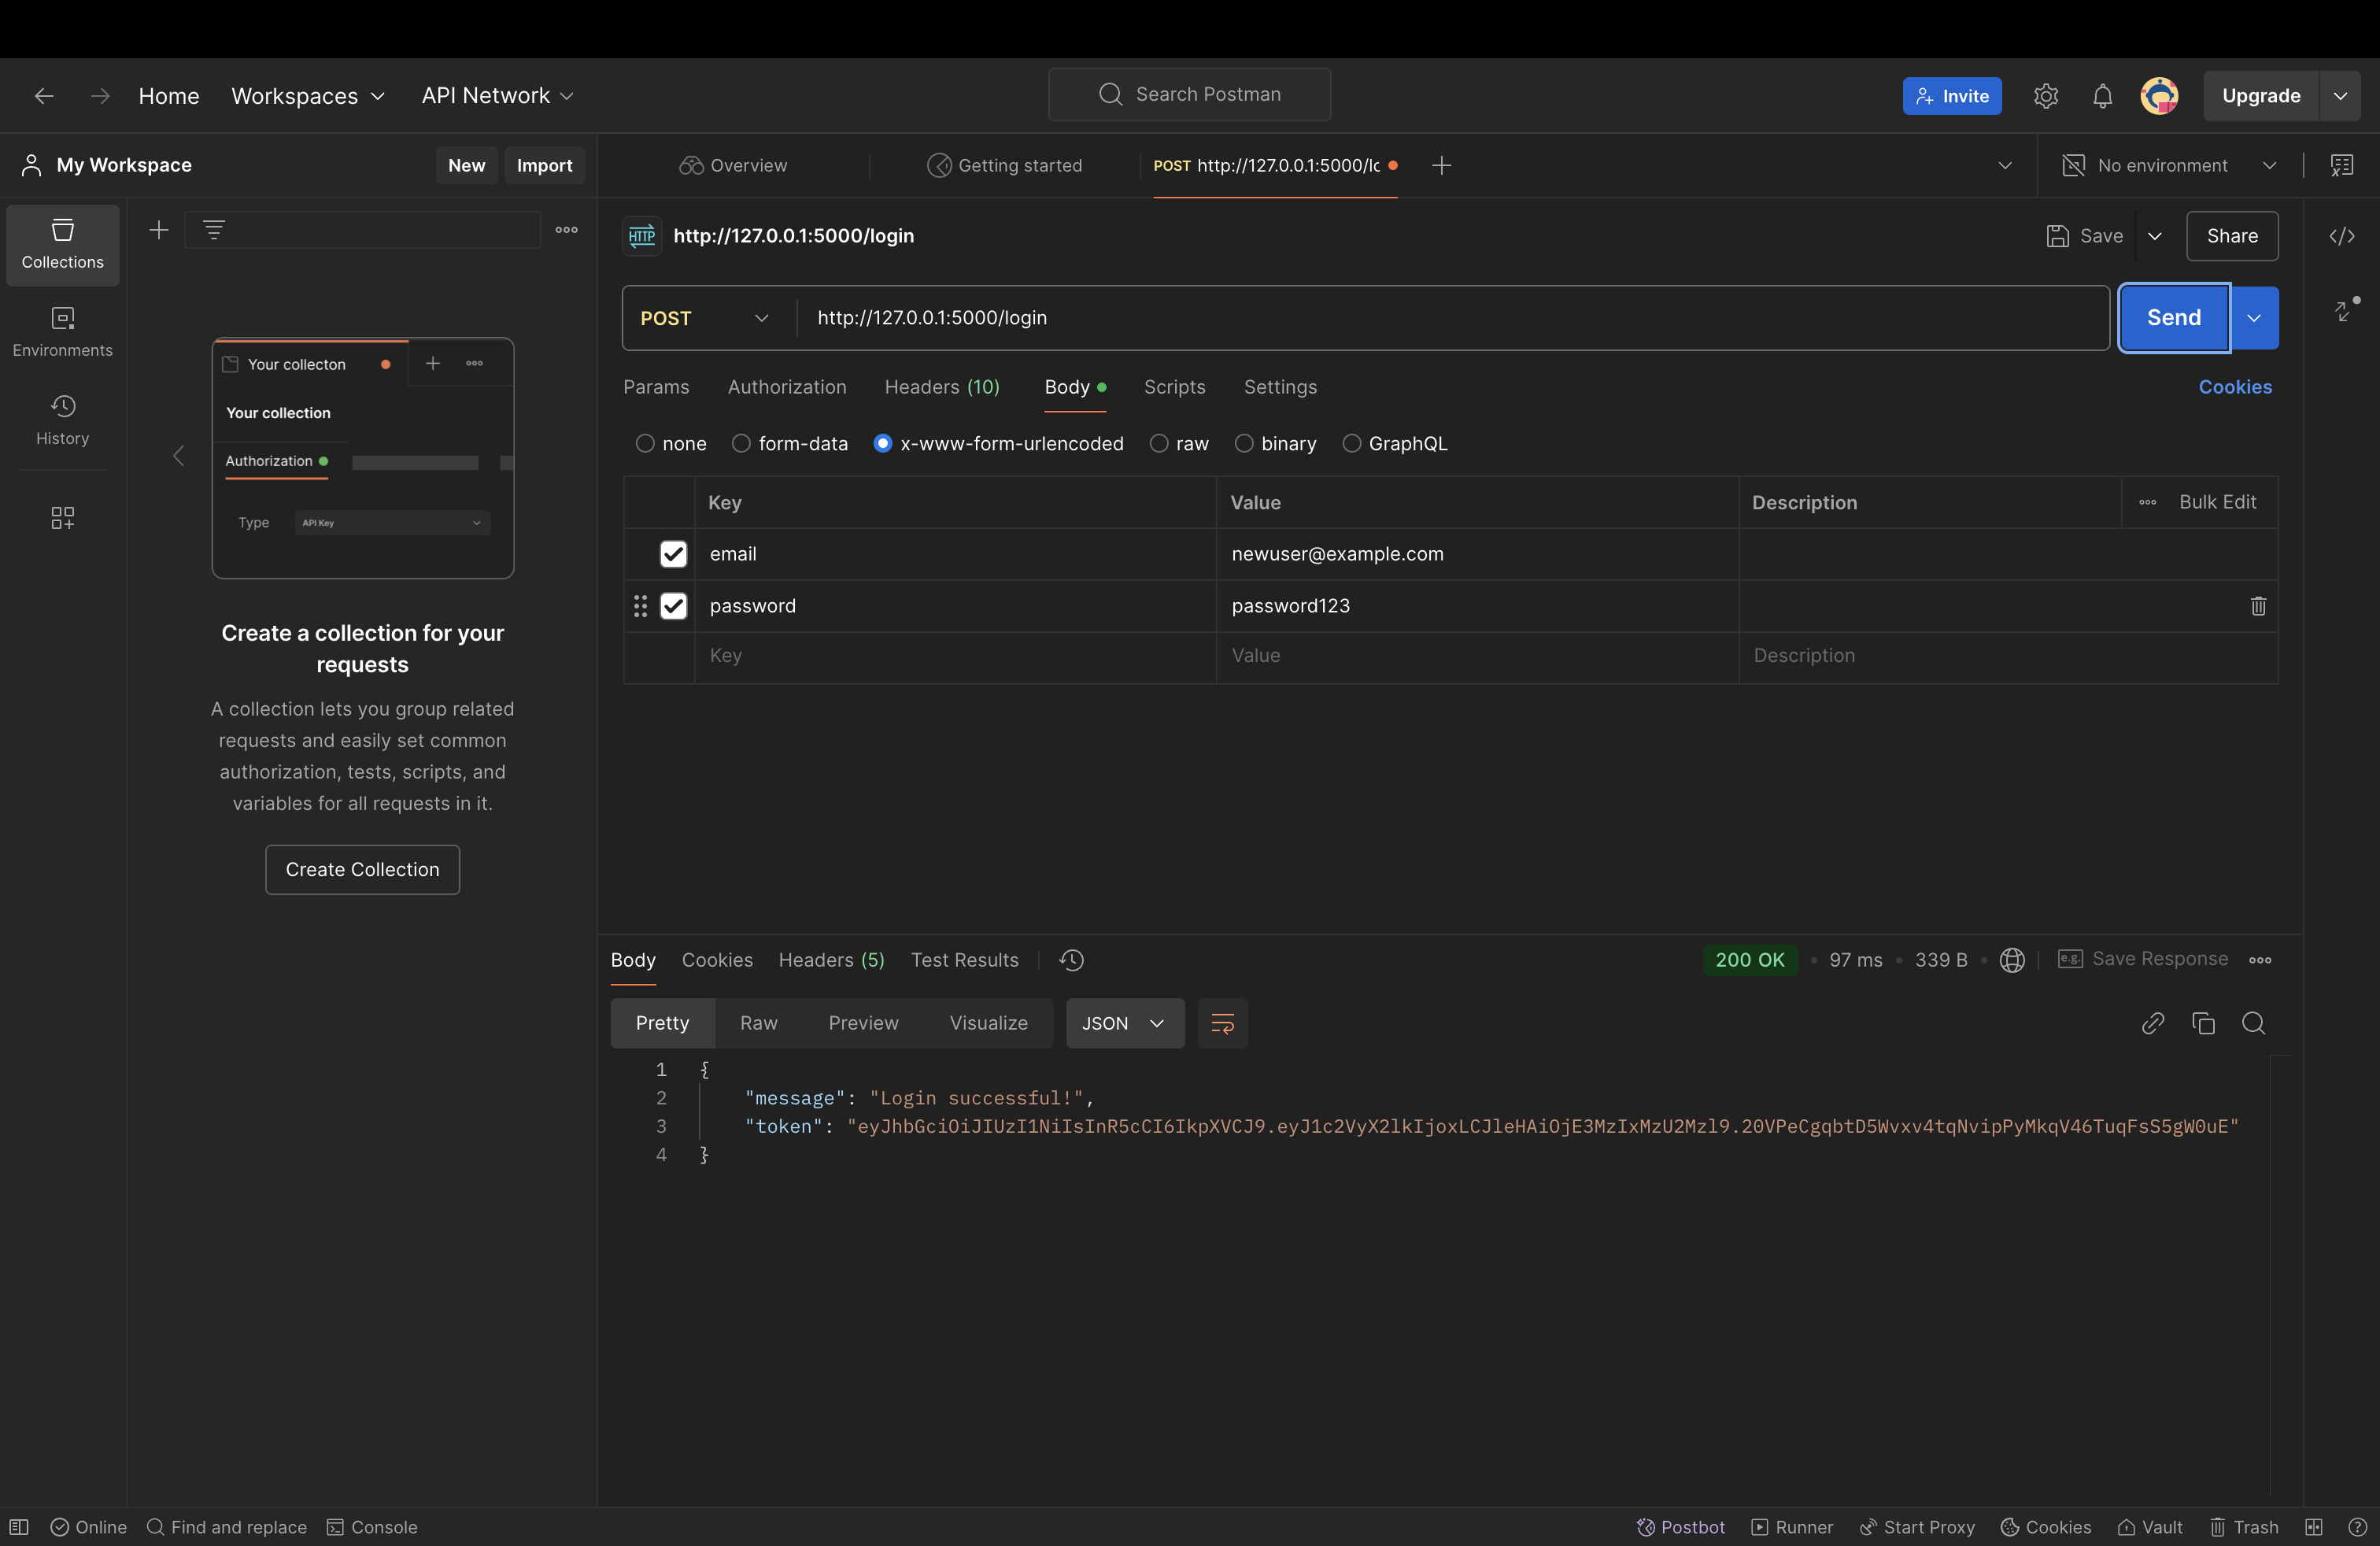 Home Workspaces API Network Search Postman Invite Upgrade
My Workspace New Import Overview Getting started POST http://127.0.0.1:5000/lc No environment
Collections
Environments
History
Your collecton
Your collection
Authorization
Type API Key
Create a collection for your
requests
A collection lets you group related
requests and easily set common
authorization, tests, scripts, and
variables for all requests in it.
Create Collection
HTTP http://127.0.0.1:5000/login Save Share
POST http://127.0.0.1:5000/login Send
Params Authorization Headers (10) Body Scripts Settings Cookies
none form-data x-www-form-urlencoded raw binary GraphQL
Key Value Description Bulk Edit
email newuser@example.com
password password123
Key Value Description
Body Cookies Headers (5) Test Results 200 OK 97 ms 339 B e.g. Save Response
Pretty Raw Preview Visualize JSON
1 {
2 "message": "Login successful!",
3 "token": "eyJhbGciOiJIUzI1NiIsInR5cCI6IkpXVCJ9.eyJ1c2VyX2lkIjoxLCJleHAiOjE3MzIxMzU2Mzl9.20VPeCgqbtD5Wvxv4tqNvipPyMkqV46TuqFsS5gW0uE"
4 }
Online Find and replace Console Postbot Runner Start Proxy Cookies Vault Trash